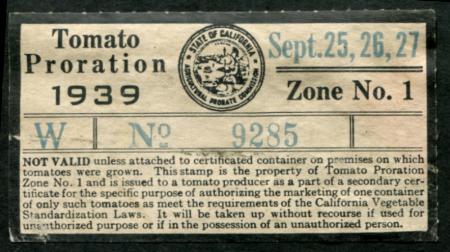 Tomato
Proration
1939
STATE OF CALIFORNIA
AGRICULTURAL PRORATE COMMISSION
Sept. 25, 26, 27
Zone No. 1
W No 9285
NOT VALID unless attached to certificated container on premises on which
tomatoes were grown. This stamp is the property of Tomato Proration
Zone No. 1 and is issued to a tomato producer as a part of a secondary cer-
tificate for the specific purpose of authorizing the marketing of one container
of only such tomatoes as meet the requirements of the California Vegetable
Standardization Laws. It will be taken up without recourse if used for
unauthorized purpose or if in the possession of an unauthorized person.